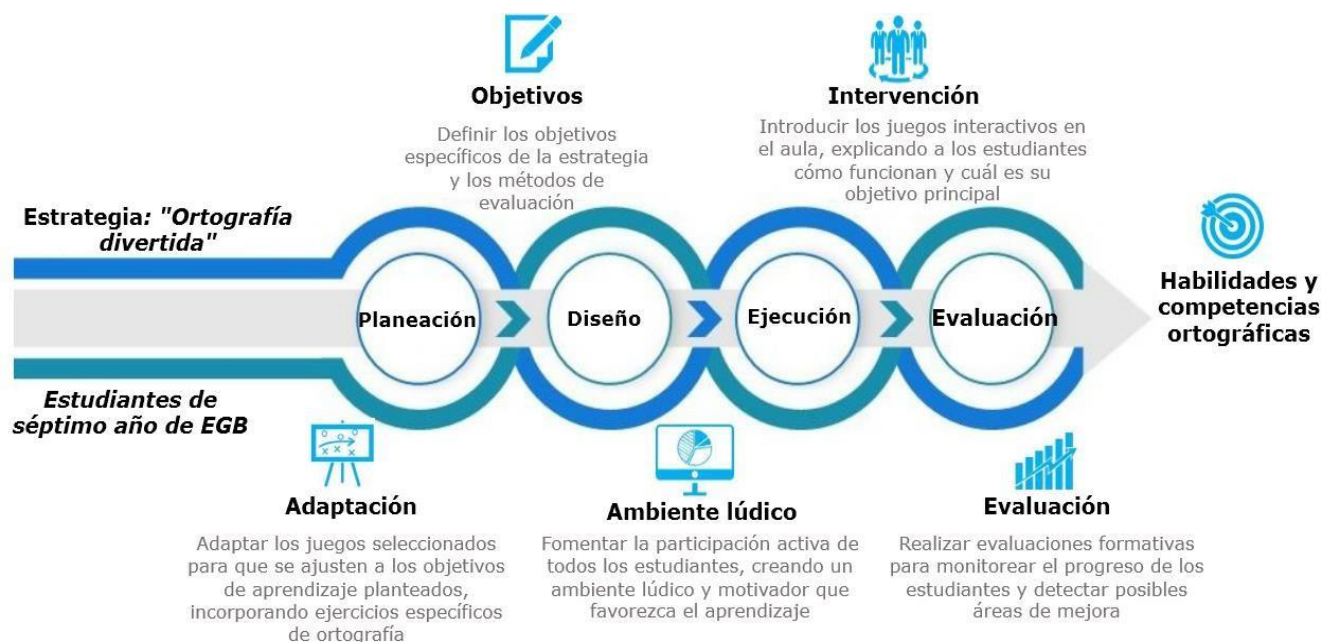 Objetivos
Definir los objetivos
específicos de la estrategia
y los métodos de
evaluación
Intervención
Introducir los juegos interactivos en
el aula, explicando a los estudiantes
cómo funcionan y cuál es su
objetivo principal
Estrategia: "Ortografía
divertida"
Planeación
Diseño
Ejecución
Evaluación
Habilidades y
competencias
ortográficas
Estudiantes de
séptimo año de EGB
Adaptación
Adaptar los juegos seleccionados
para que se ajusten a los objetivos
de aprendizaje planteados,
incorporando ejercicios específicos
de ortografía
Ambiente lúdico
Fomentar la participación activa de
todos los estudiantes, creando un
ambiente lúdico y motivador que
favorezca el aprendizaje
Evaluación
Realizar evaluaciones formativas
para monitorear el progreso de los
estudiantes y detectar posibles
áreas de mejora